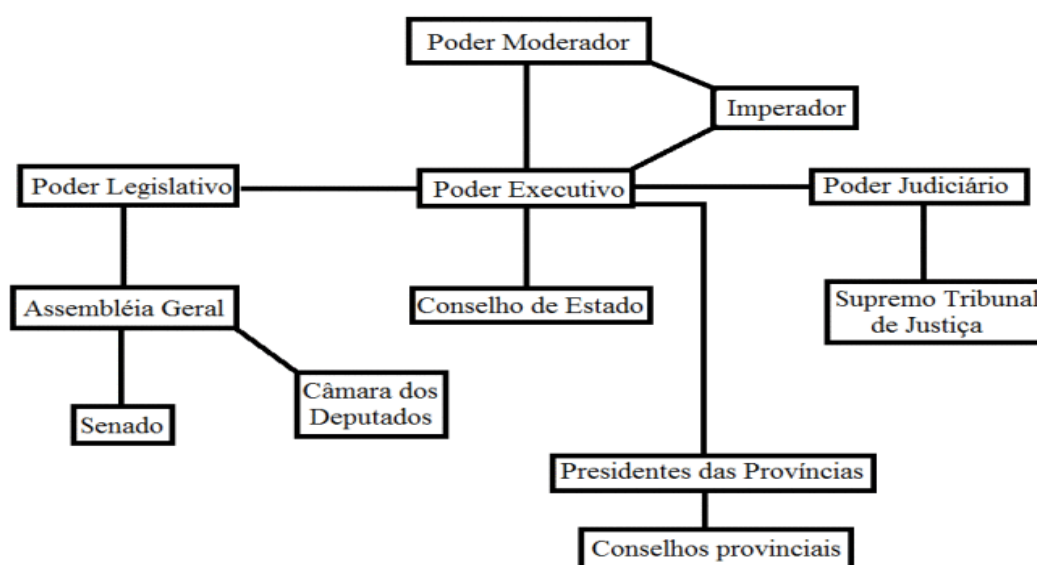 Poder Moderador
Imperador
Poder Legislativo
Poder Executivo
Poder Judiciário
Assembléia Geral
Conselho de Estado
Supremo Tribunal
de Justiça
Câmara dos
Deputados
Senado
Presidentes das Províncias
Conselhos provinciais